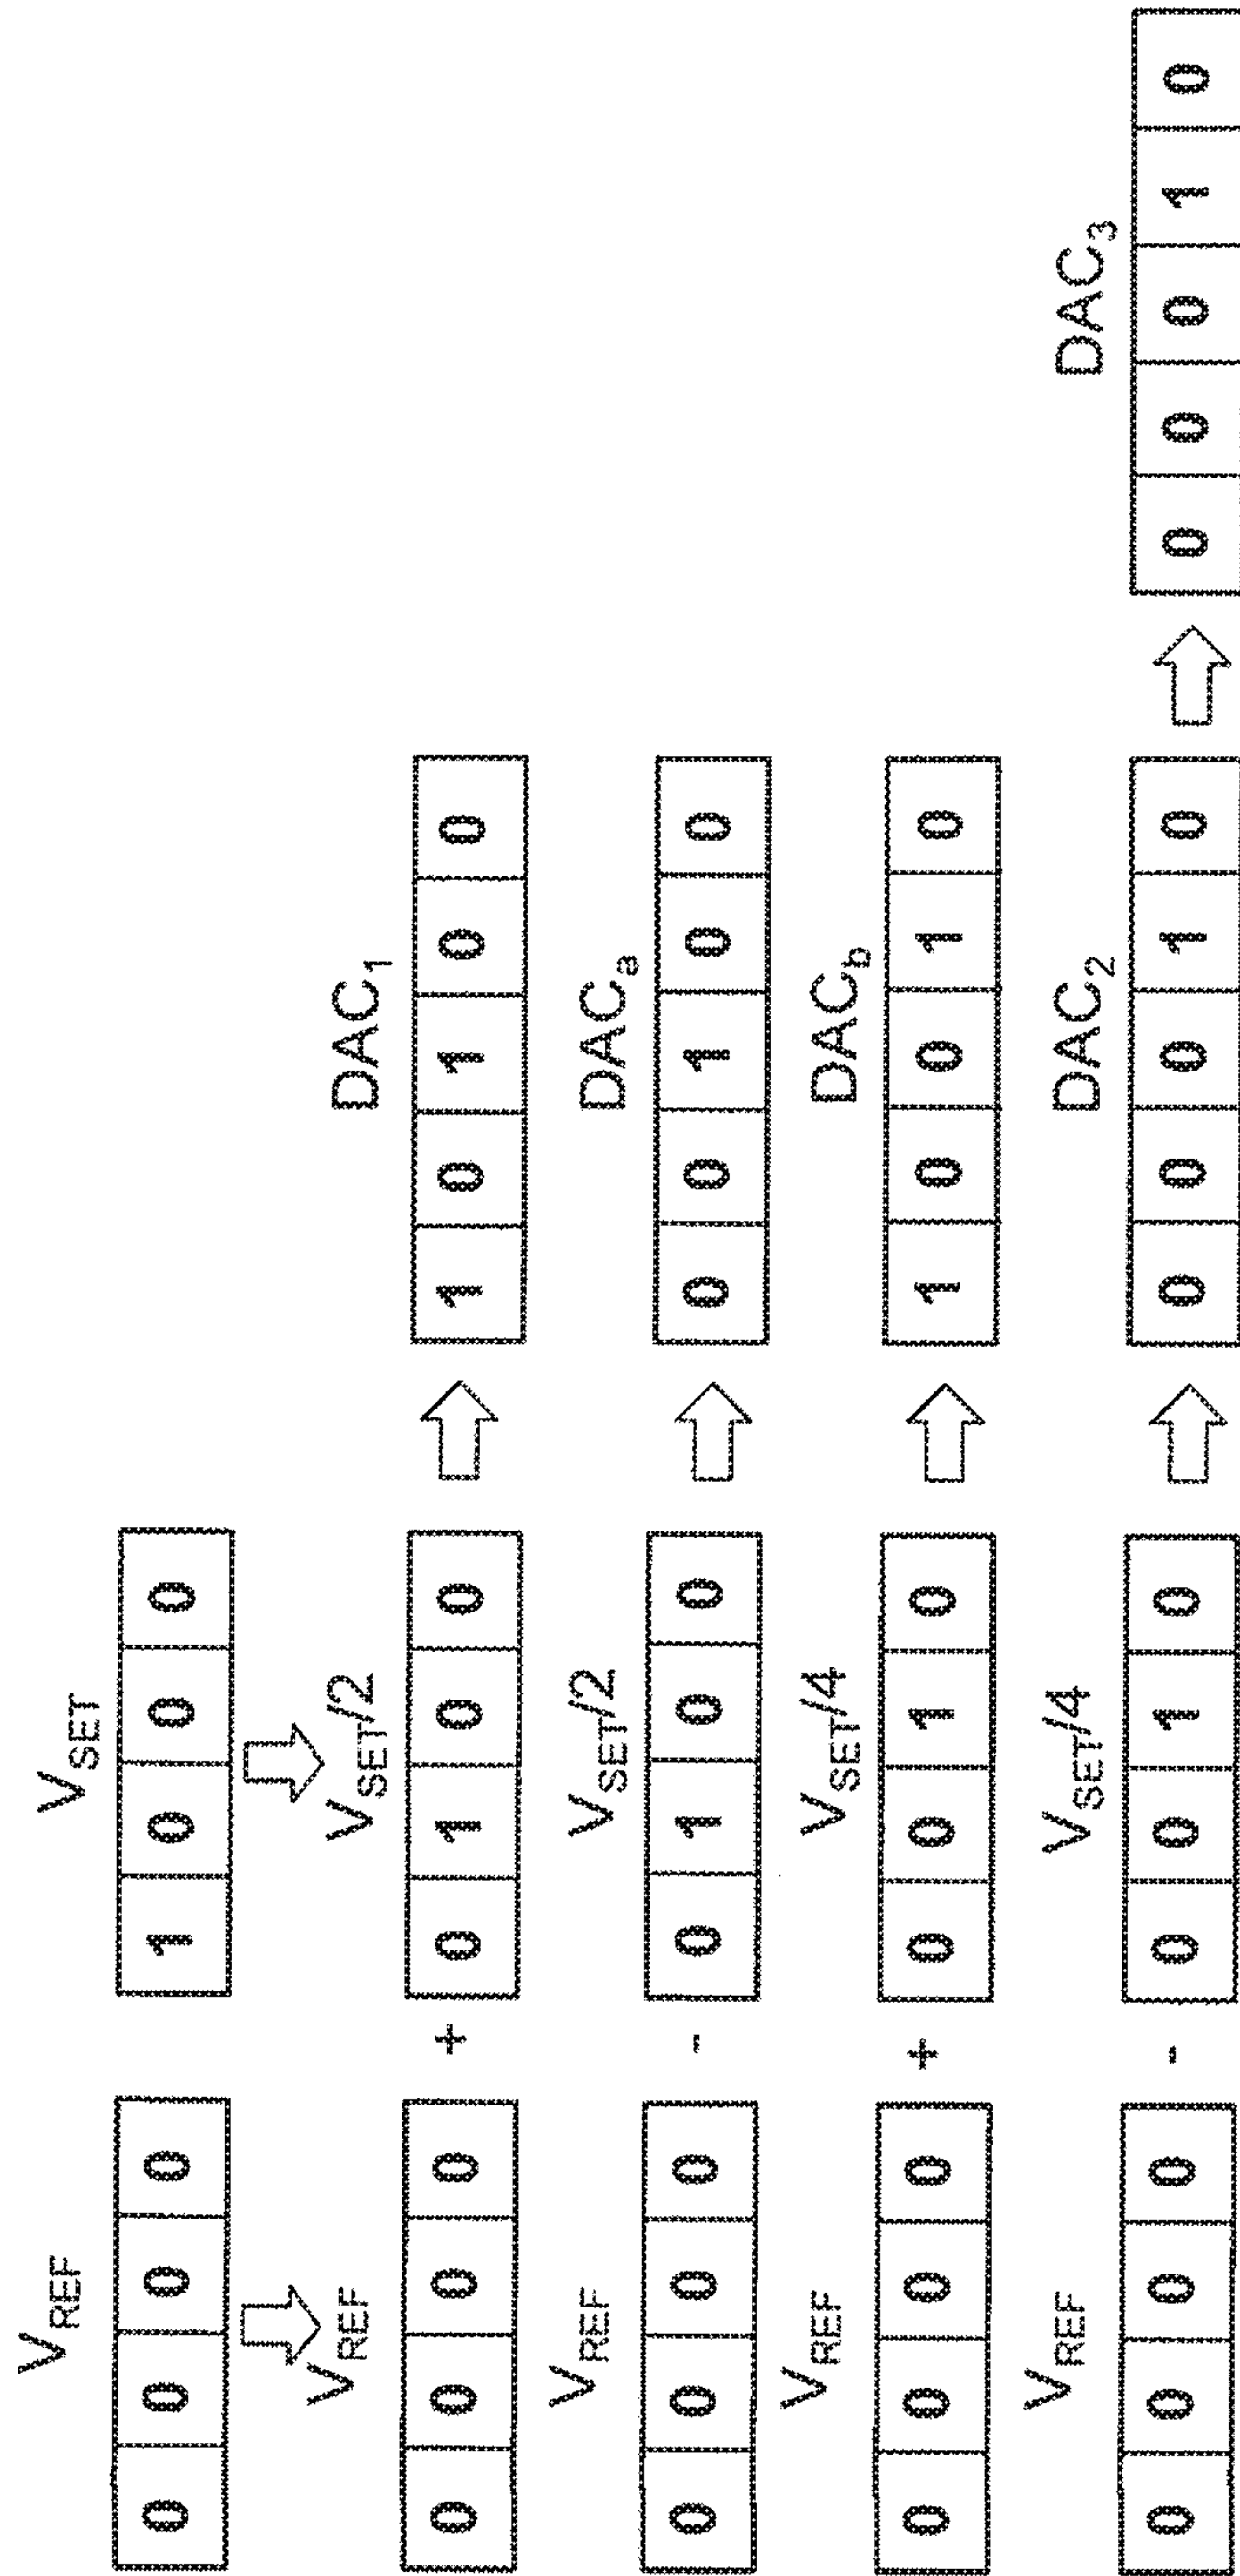 V_REF V_SET
0 0 0 0 1 0 0 0
V_REF V_SET/2 DAC_1
0 0 0 0 + 0 1 0 0 1 0 1 0 0
V_REF V_SET/2 DAC_a
0 0 0 0 - 0 1 0 0 0 0 1 0 0
V_REF V_SET/4 DAC_b
0 0 0 0 + 0 0 1 0 1 0 0 1 0
V_REF V_SET/4 DAC_2 DAC_3
0 0 0 0 - 0 0 1 0 0 0 0 1 0 0 0 0 1 0